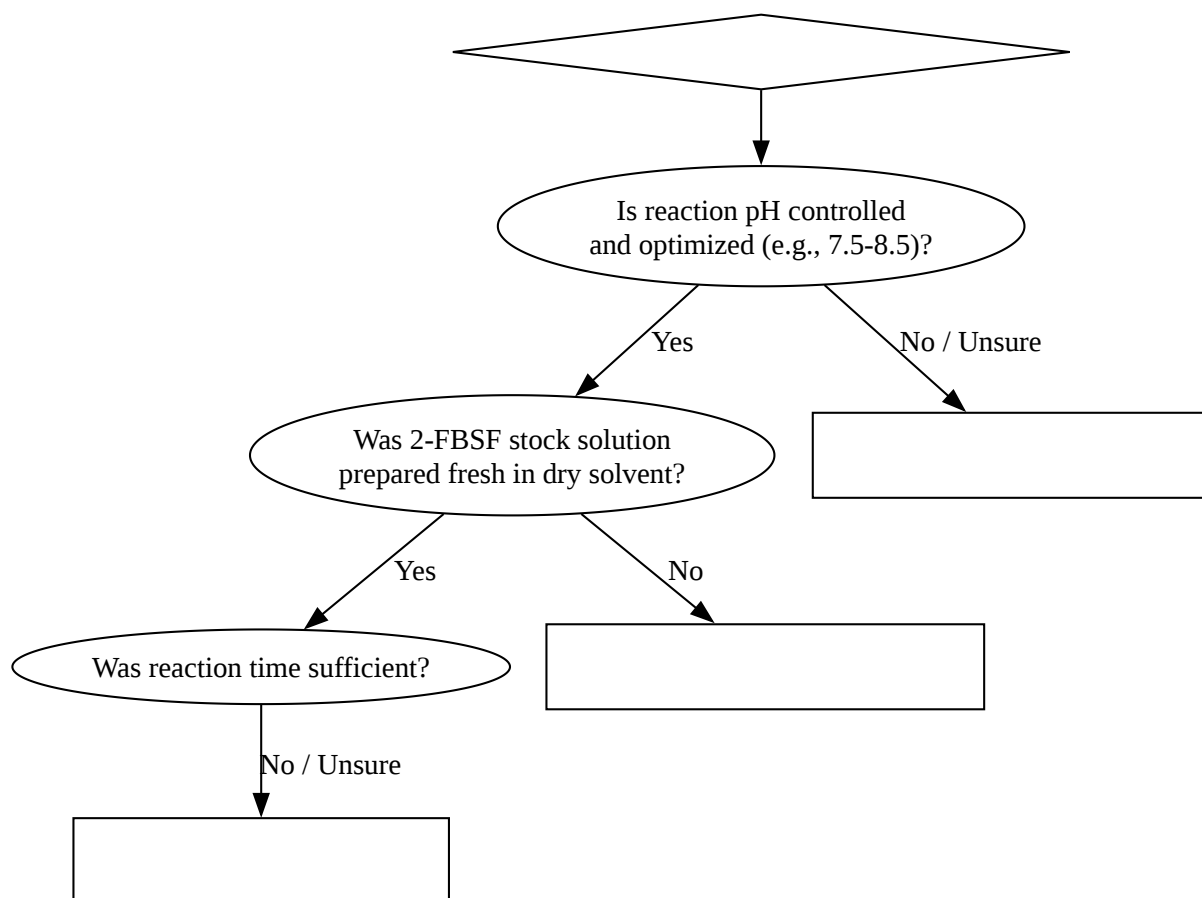 Is reaction pH controlled
and optimized (e.g., 7.5-8.5)?
Yes
No / Unsure
Was 2-FBSF stock solution
prepared fresh in dry solvent?
Yes
No
Was reaction time sufficient?
No / Unsure